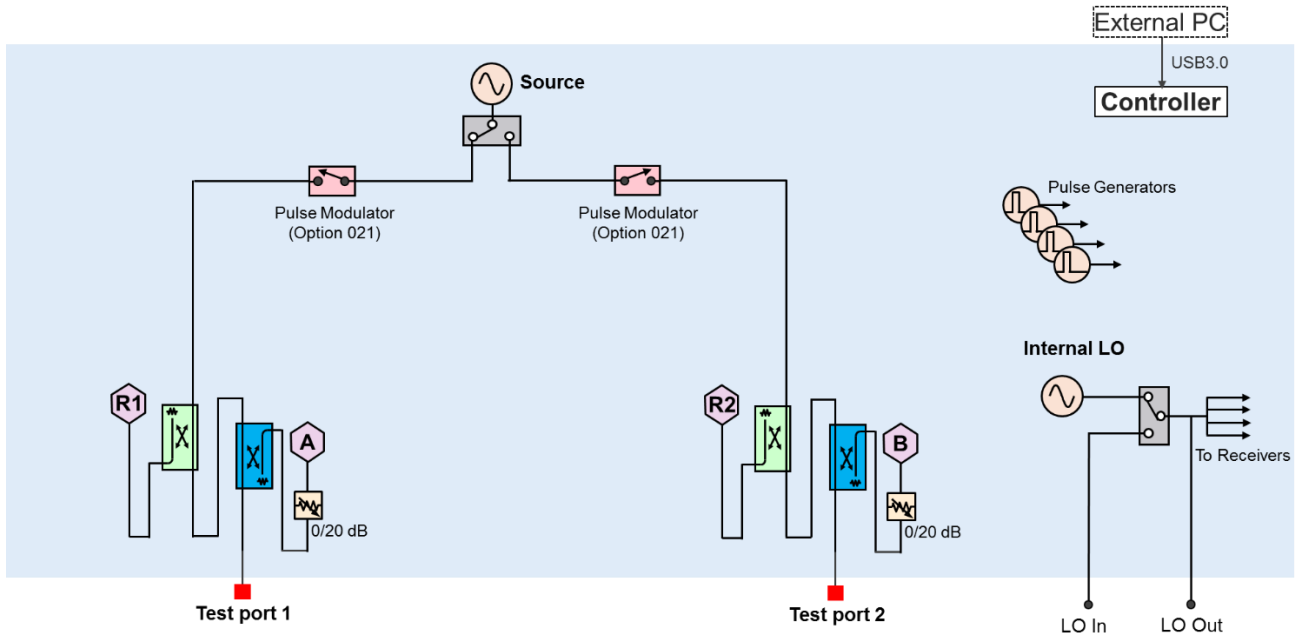 External PC
USB3.0
Controller
Source
Pulse Modulator
(Option 021)
Pulse Modulator
(Option 021)
Pulse Generators
Internal LO
To Receivers
R1
A
0/20 dB
R2
B
0/20 dB
Test port 1
Test port 2
LO In
LO Out